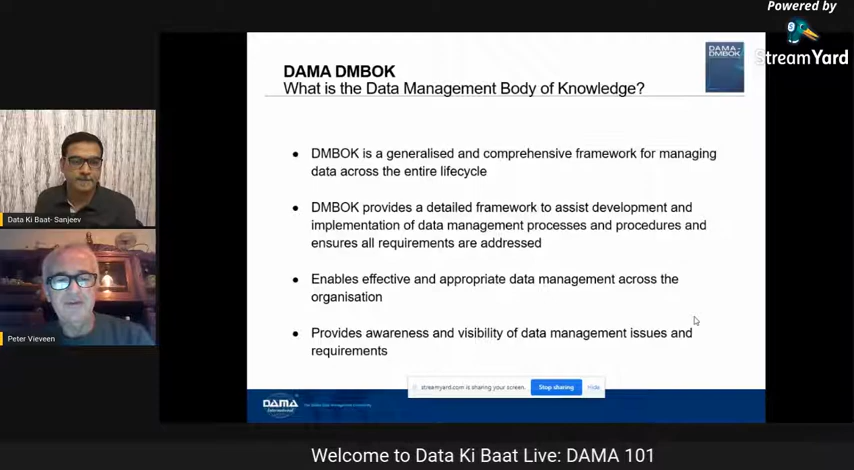 Powered by
StreamYard
DAMA-
DMBOK
DAMA DMBOK
What is the Data Management Body of Knowledge?
● DMBOK is a generalised and comprehensive framework for managing
data across the entire lifecycle
● DMBOK provides a detailed framework to assist development and
implementation of data management processes and procedures and
ensures all requirements are addressed
● Enables effective and appropriate data management across the
organisation
● Provides awareness and visibility of data management issues and
requirements
Data Ki Baat- Sanjeev
Peter Vieveen
streamyard.com is sharing your screen.
Stop sharing
Hide
DAMA
International
Welcome to Data Ki Baat Live: DAMA 101